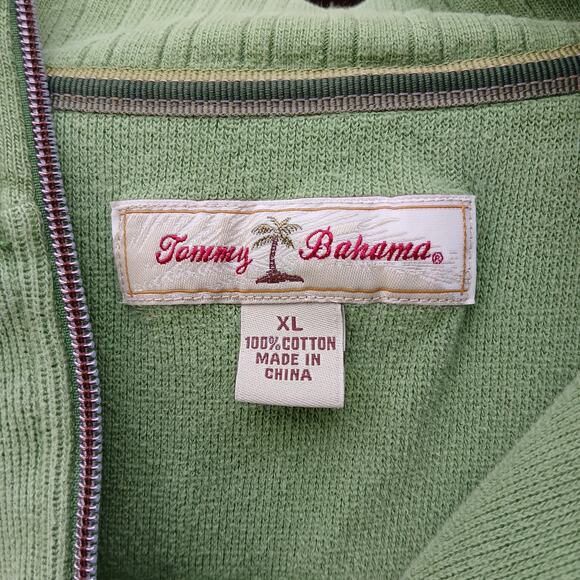 Tommy Bahama®
XL
100% COTTON
MADE IN
CHINA